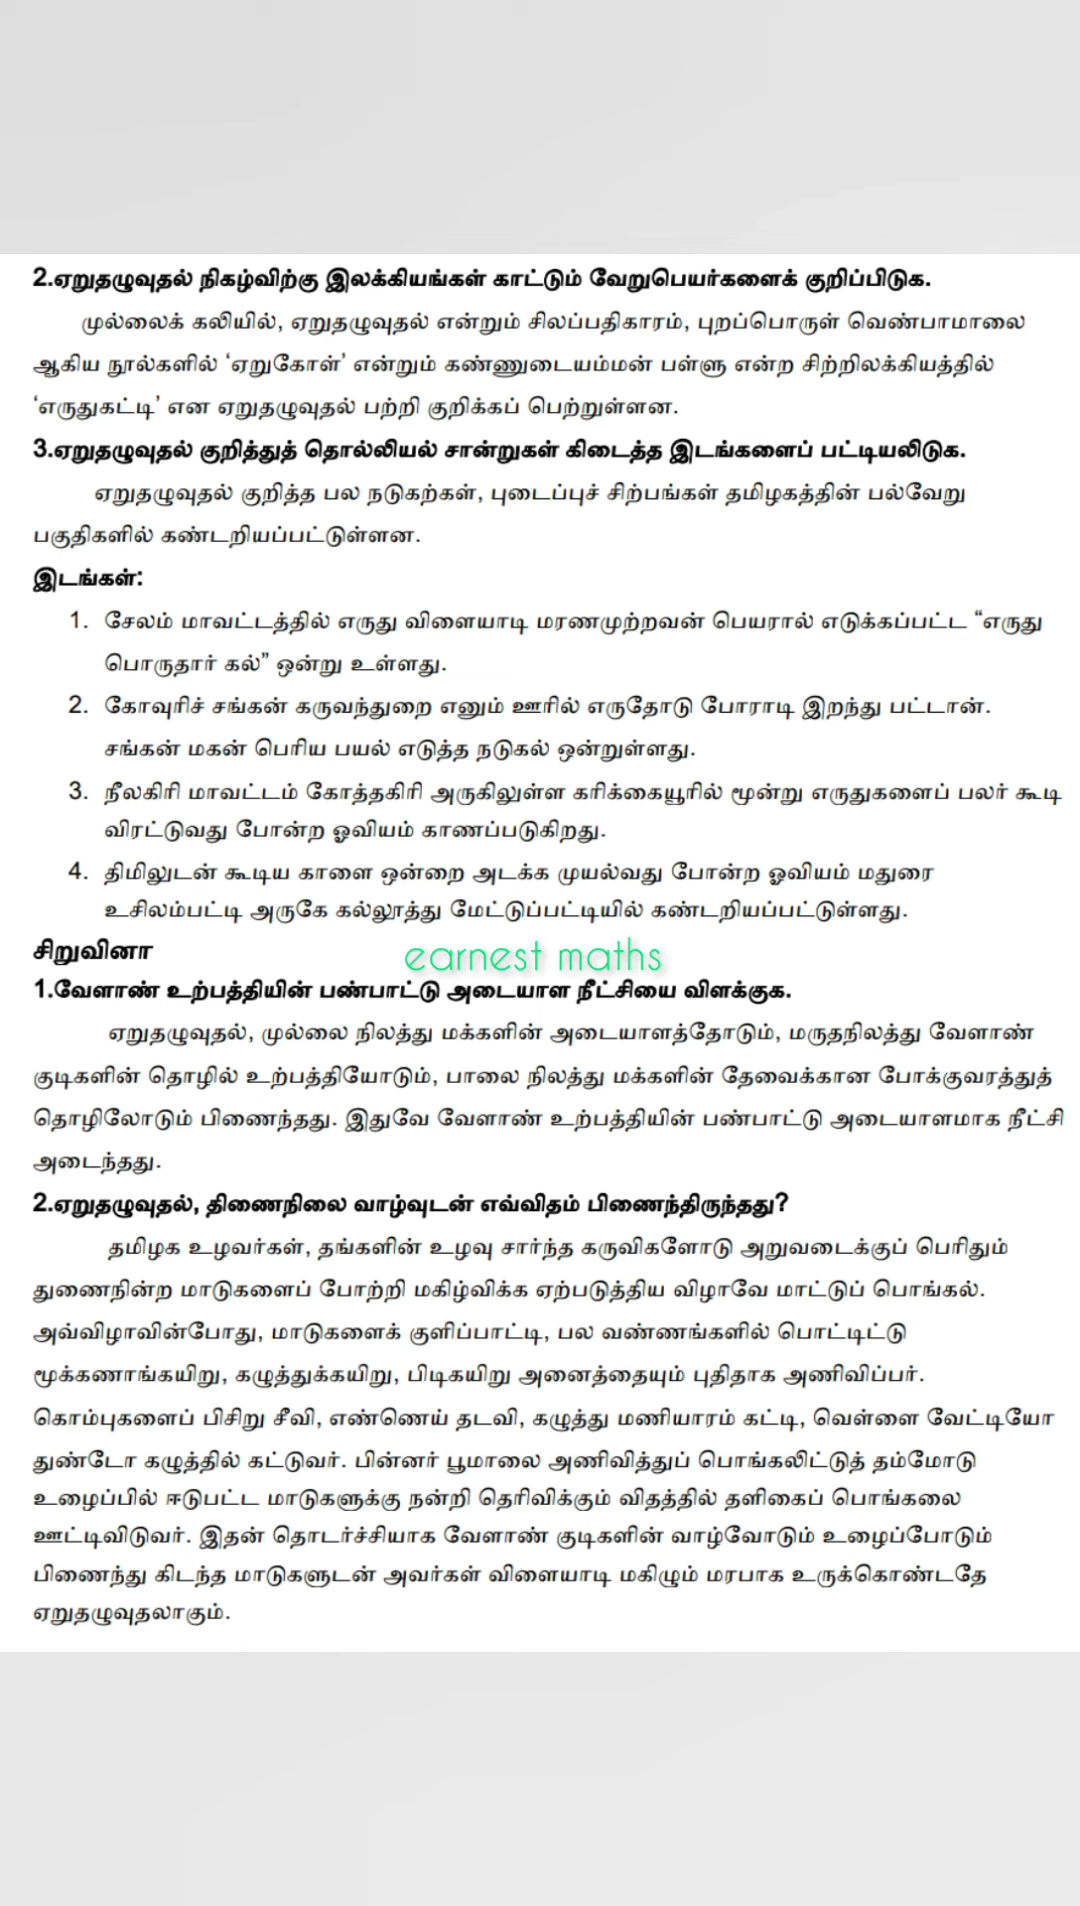 2.ஏறுதழுவுதல் நிகழ்விற்கு இலக்கியங்கள் காட்டும் வேறுபெயர்களைக் குறிப்பிடுக.
முல்லைக் கலியில், ஏறுதழுவுதல் என்றும் சிலப்பதிகாரம், புறப்பொருள் வெண்பாமாலை
ஆகிய நூல்களில் ‘ஏறுகோள்’ என்றும் கண்ணுடையம்மன் பள்ளு என்ற சிற்றிலக்கியத்தில்
‘எருதுகட்டி’ என ஏறுதழுவுதல் பற்றி குறிக்கப் பெற்றுள்ளன.
3.ஏறுதழுவுதல் குறித்துத் தொல்லியல் சான்றுகள் கிடைத்த இடங்களைப் பட்டியலிடுக.
ஏறுதழுவுதல் குறித்த பல நடுகற்கள், புடைப்புச் சிற்பங்கள் தமிழகத்தின் பல்வேறு
பகுதிகளில் கண்டறியப்பட்டுள்ளன.
இடங்கள்:
1. சேலம் மாவட்டத்தில் எருது விளையாடி மரணமுற்றவன் பெயரால் எடுக்கப்பட்ட “எருது
பொருதார் கல்” ஒன்று உள்ளது.
2. கோவுரிச் சங்கன் கருவந்துறை எனும் ஊரில் எருதோடு போராடி இறந்து பட்டான்.
சங்கன் மகன் பெரிய பயல் எடுத்த நடுகல் ஒன்றுள்ளது.
3. நீலகிரி மாவட்டம் கோத்தகிரி அருகிலுள்ள கரிக்கையூரில் மூன்று எருதுகளைப் பலர் கூடி
விரட்டுவது போன்ற ஓவியம் காணப்படுகிறது.
4. திமிலுடன் கூடிய காளை ஒன்றை அடக்க முயல்வது போன்ற ஓவியம் மதுரை
உசிலம்பட்டி அருகே கல்லூத்து மேட்டுப்பட்டியில் கண்டறியப்பட்டுள்ளது.
சிறுவினா
earnest maths
1.வேளாண் உற்பத்தியின் பண்பாட்டு அடையாள நீட்சியை விளக்குக.
ஏறுதழுவுதல், முல்லை நிலத்து மக்களின் அடையாளத்தோடும், மருதநிலத்து வேளாண்
குடிகளின் தொழில் உற்பத்தியோடும், பாலை நிலத்து மக்களின் தேவைக்கான போக்குவரத்துத்
தொழிலோடும் பிணைந்தது. இதுவே வேளாண் உற்பத்தியின் பண்பாட்டு அடையாளமாக நீட்சி
அடைந்தது.
2.ஏறுதழுவுதல், திணைநிலை வாழ்வுடன் எவ்விதம் பிணைந்திருந்தது?
தமிழக உழவர்கள், தங்களின் உழவு சார்ந்த கருவிகளோடு அறுவடைக்குப் பெரிதும்
துணைநின்ற மாடுகளைப் போற்றி மகிழ்விக்க ஏற்படுத்திய விழாவே மாட்டுப் பொங்கல்.
அவ்விழாவின்போது, மாடுகளைக் குளிப்பாட்டி, பல வண்ணங்களில் பொட்டிட்டு
மூக்கணாங்கயிறு, கழுத்துக்கயிறு, பிடிகயிறு அனைத்தையும் புதிதாக அணிவிப்பர்.
கொம்புகளைப் பிசிறு சீவி, எண்ணெய் தடவி, கழுத்து மணியாரம் கட்டி, வெள்ளை வேட்டியோ
துண்டோ கழுத்தில் கட்டுவர். பின்னர் பூமாலை அணிவித்துப் பொங்கலிட்டுத் தம்மோடு
உழைப்பில் ஈடுபட்ட மாடுகளுக்கு நன்றி தெரிவிக்கும் விதத்தில் தளிகைப் பொங்கலை
ஊட்டிவிடுவர். இதன் தொடர்ச்சியாக வேளாண் குடிகளின் வாழ்வோடும் உழைப்போடும்
பிணைந்து கிடந்த மாடுகளுடன் அவர்கள் விளையாடி மகிழும் மரபாக உருக்கொண்டதே
ஏறுதழுவுதலாகும்.